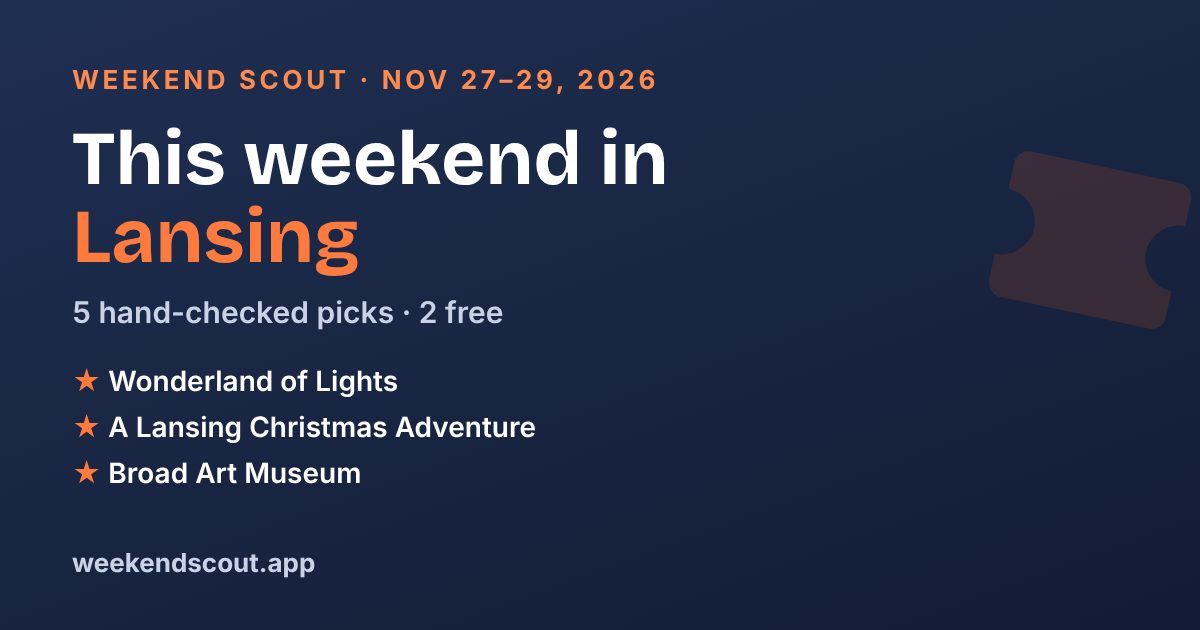 WEEKEND SCOUT · NOV 27–29, 2026
This weekend in
Lansing
5 hand-checked picks · 2 free
★ Wonderland of Lights
★ A Lansing Christmas Adventure
★ Broad Art Museum
weekendscout.app